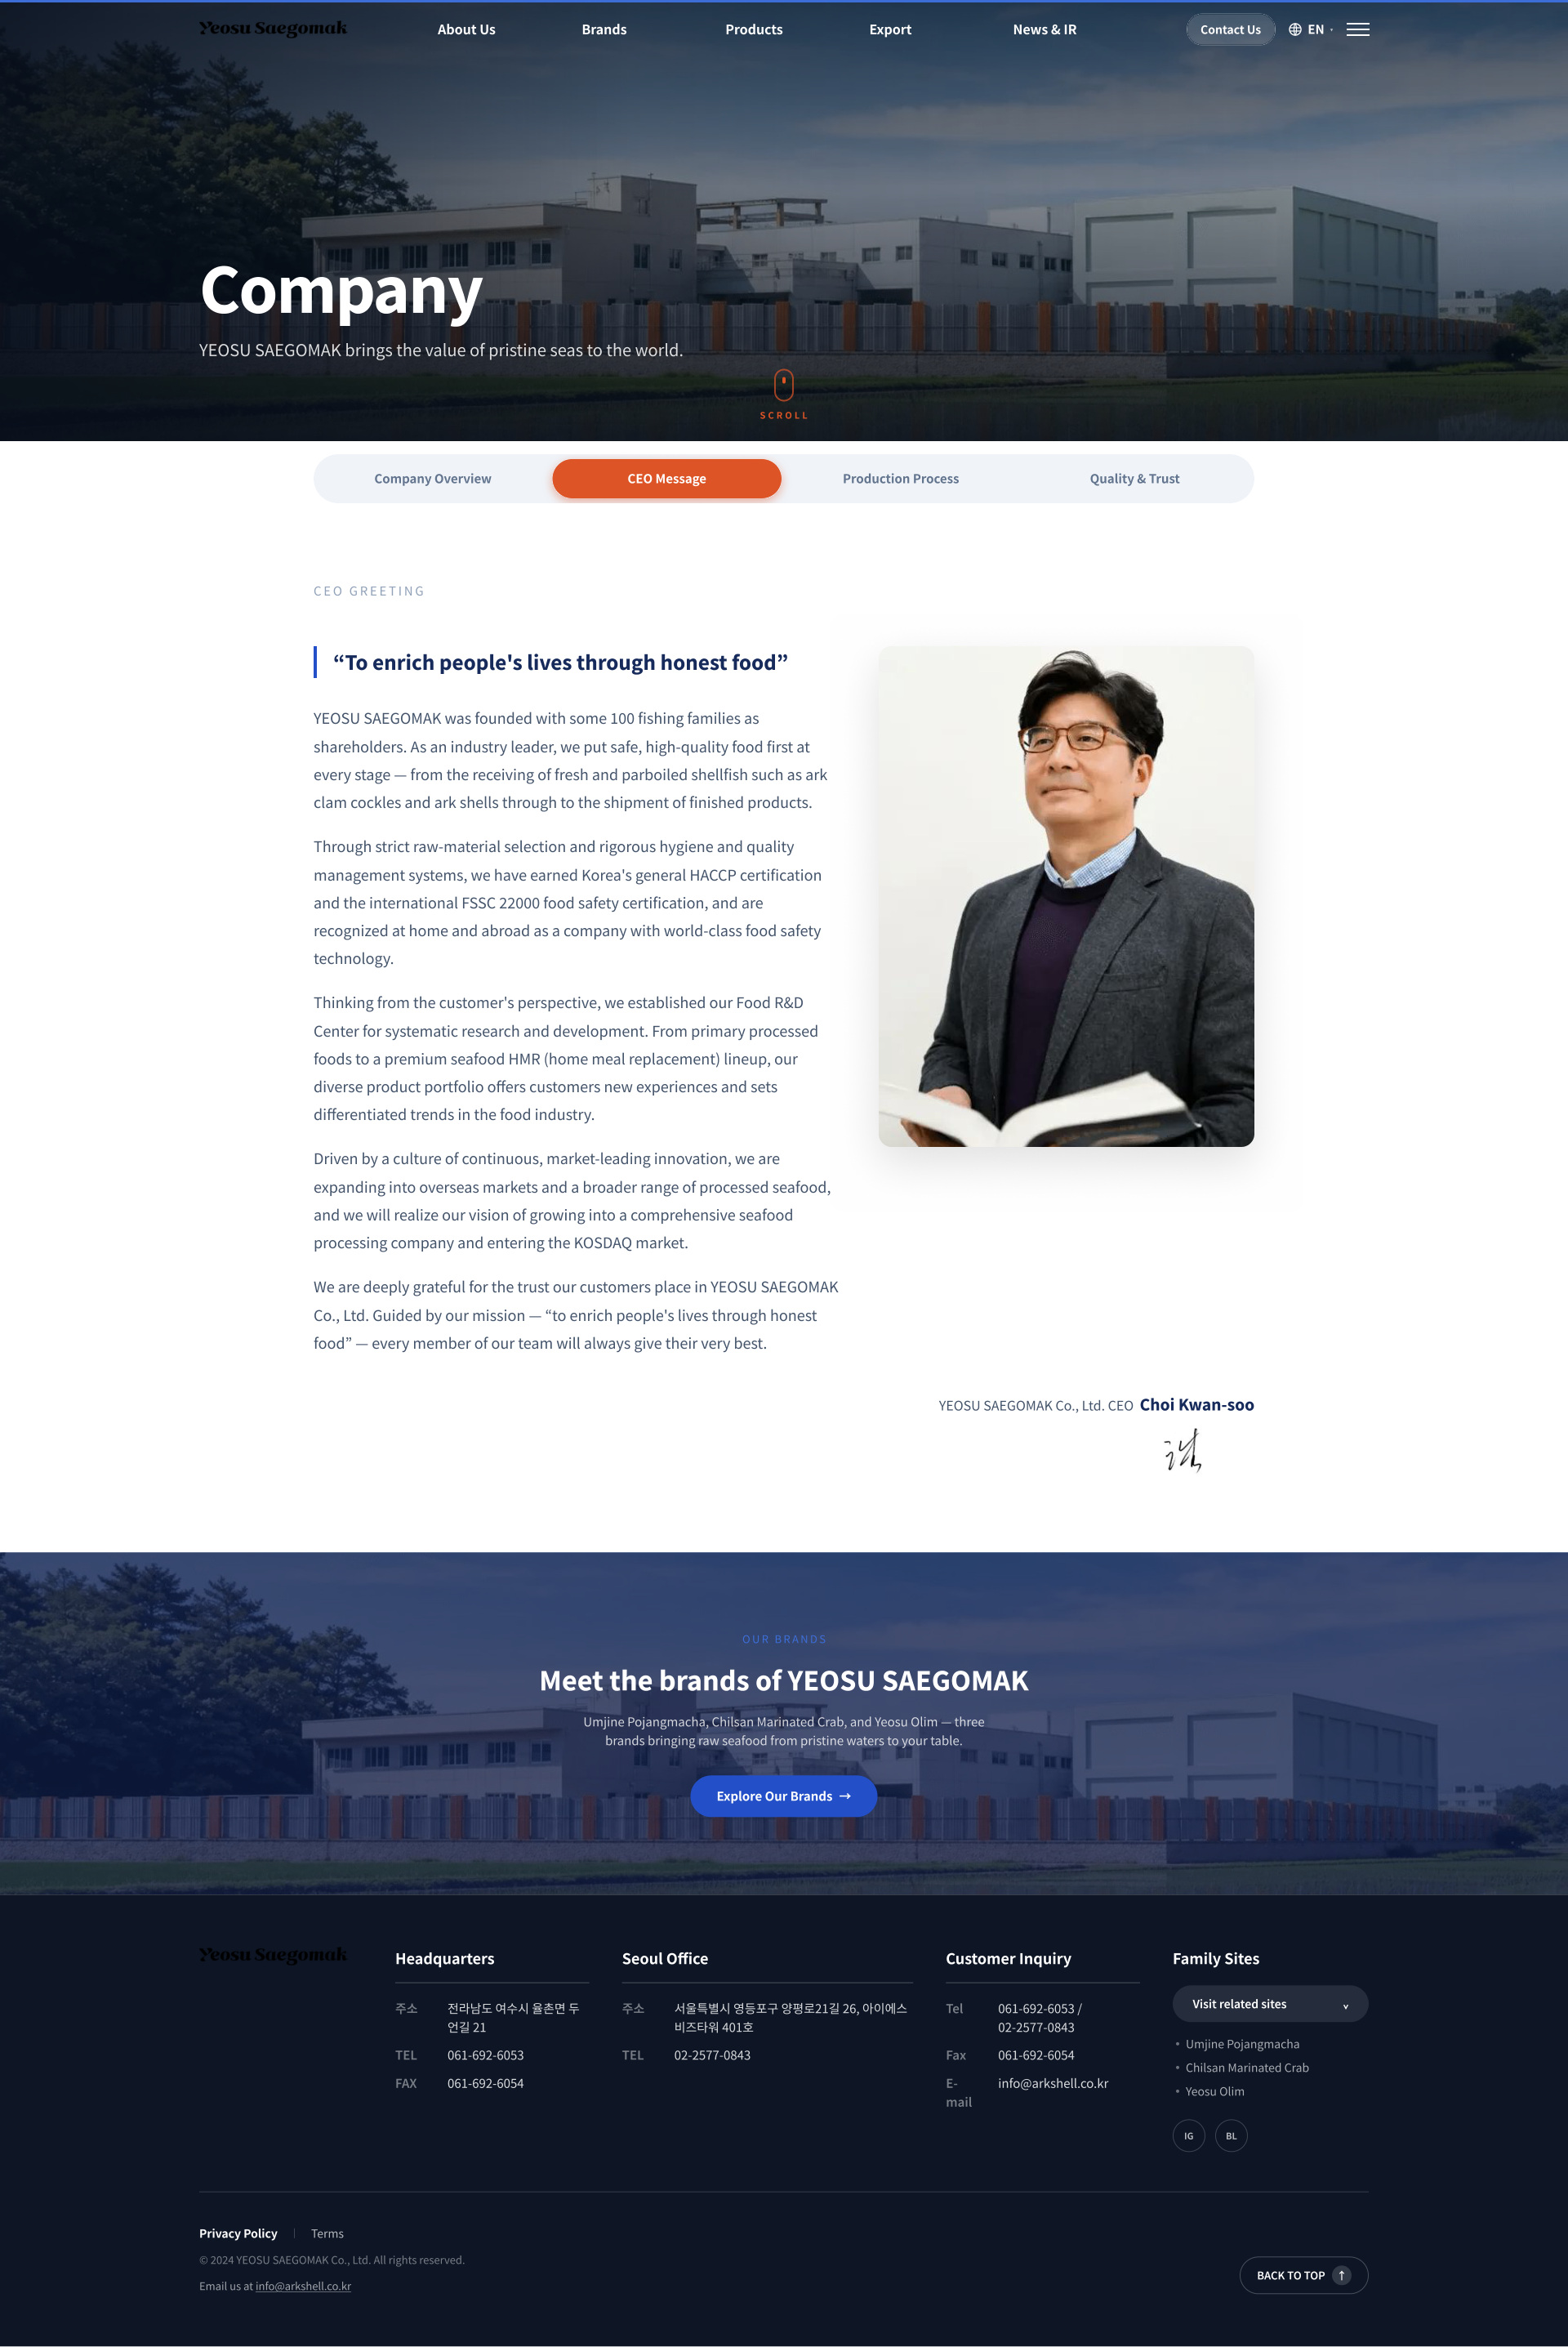 Yeosu Saegomak
About Us
Brands
Products
Export
News & IR
Contact Us
EN
Company
YEOSU SAEGOMAK brings the value of pristine seas to the world.
SCROLL
Company Overview
CEO Message
Production Process
Quality & Trust
CEO GREETING
“To enrich people's lives through honest food”
YEOSU SAEGOMAK was founded with some 100 fishing families as
shareholders. As an industry leader, we put safe, high-quality food first at
every stage — from the receiving of fresh and parboiled shellfish such as ark
clam cockles and ark shells through to the shipment of finished products.
Through strict raw-material selection and rigorous hygiene and quality
management systems, we have earned Korea's general HACCP certification
and the international FSSC 22000 food safety certification, and are
recognized at home and abroad as a company with world-class food safety
technology.
Thinking from the customer's perspective, we established our Food R&D
Center for systematic research and development. From primary processed
foods to a premium seafood HMR (home meal replacement) lineup, our
diverse product portfolio offers customers new experiences and sets
differentiated trends in the food industry.
Driven by a culture of continuous, market-leading innovation, we are
expanding into overseas markets and a broader range of processed seafood,
and we will realize our vision of growing into a comprehensive seafood
processing company and entering the KOSDAQ market.
We are deeply grateful for the trust our customers place in YEOSU SAEGOMAK
Co., Ltd. Guided by our mission — “to enrich people's lives through honest
food” — every member of our team will always give their very best.
YEOSU SAEGOMAK Co., Ltd. CEO Choi Kwan-soo
OUR BRANDS
Meet the brands of YEOSU SAEGOMAK
Umjine Pojangmacha, Chilsan Marinated Crab, and Yeosu Olim — three
brands bringing raw seafood from pristine waters to your table.
Explore Our Brands →
Yeosu Saegomak
Headquarters
주소 전라남도 여수시 율촌면 두
언길 21
TEL 061-692-6053
FAX 061-692-6054
Seoul Office
주소 서울특별시 영등포구 양평로21길 26, 아이에스
비즈타워 401호
TEL 02-2577-0843
Customer Inquiry
Tel 061-692-6053 /
02-2577-0843
Fax 061-692-6054
E-
mail info@arkshell.co.kr
Family Sites
Visit related sites
• Umjine Pojangmacha
• Chilsan Marinated Crab
• Yeosu Olim
IG
BL
Privacy Policy
Terms
© 2024 YEOSU SAEGOMAK Co., Ltd. All rights reserved.
Email us at info@arkshell.co.kr
BACK TO TOP ↑